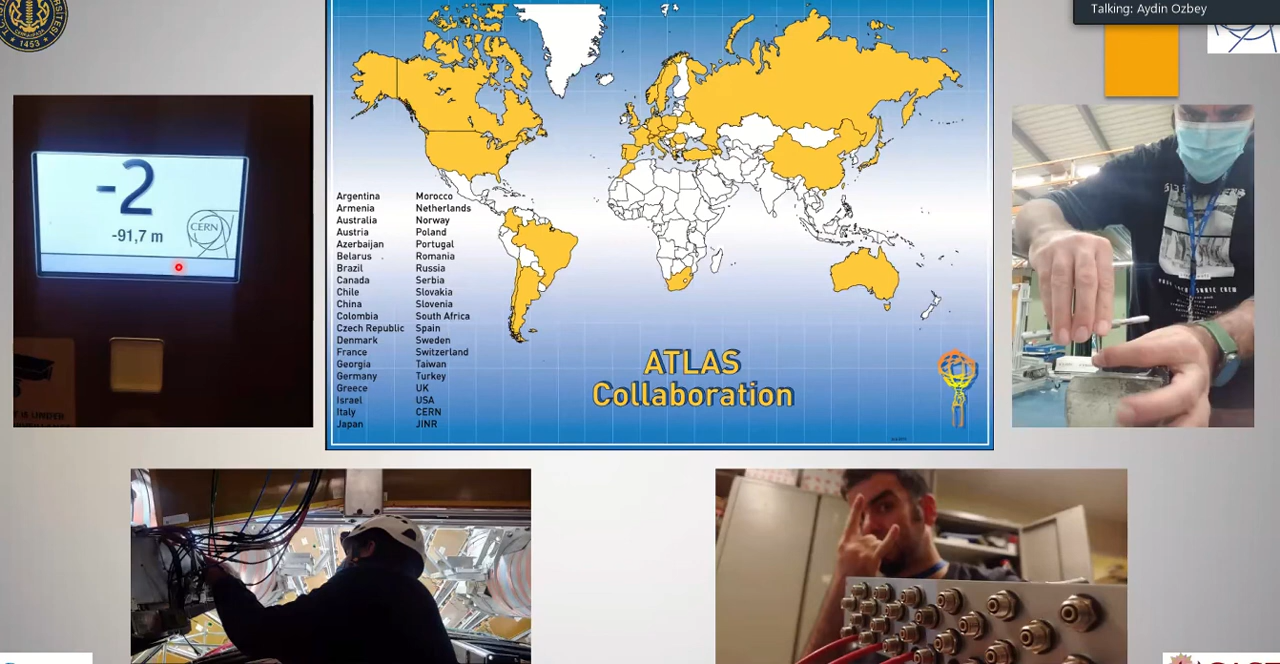 Talking: Aydin Ozbey
1453
-2
-91,7 m
CERN
Argentina
Armenia
Australia
Austria
Azerbaijan
Belarus
Brazil
Canada
Chile
China
Colombia
Czech Republic
Denmark
France
Georgia
Germany
Greece
Israel
Italy
Japan
Morocco
Netherlands
Norway
Poland
Portugal
Romania
Russia
Serbia
Slovakia
Slovenia
South Africa
Spain
Sweden
Switzerland
Taiwan
Turkey
UK
USA
CERN
JINR
ATLAS
Collaboration